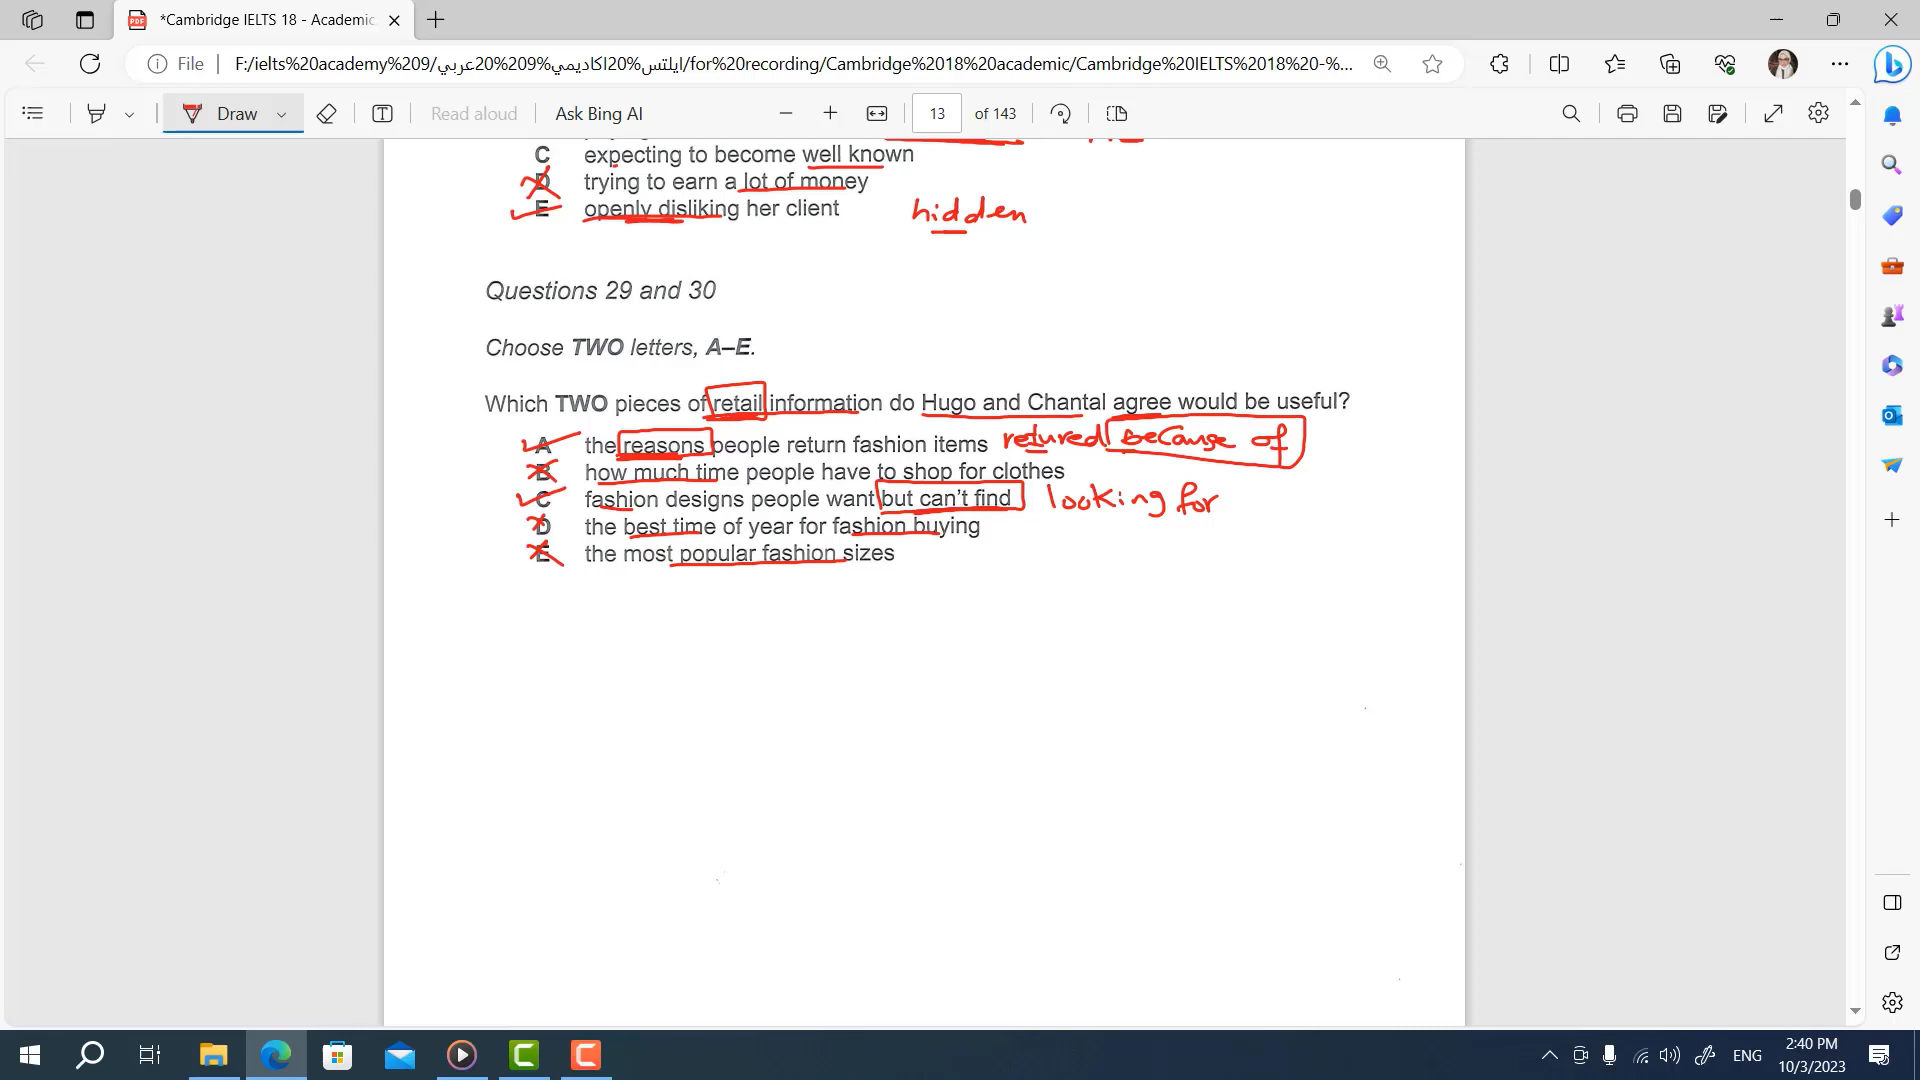 *Cambridge IELTS 18 - Academic
File
F:/ielts%20academy%209/ايلتس%20اكاديمي%209%20عربي/for%20recording/Cambridge%2018%20academic/Cambridge%20IELTS%2018%20-%...
Draw
Read aloud
Ask Bing AI
13 of 143
C expecting to become well known
D trying to earn a lot of money
E openly disliking her client hidden
Questions 29 and 30
Choose TWO letters, A–E.
Which TWO pieces of retail information do Hugo and Chantal agree would be useful?
A the reasons people return fashion items retured because of
B how much time people have to shop for clothes
C fashion designs people want but can't find looking for
D the best time of year for fashion buying
E the most popular fashion sizes
ENG
2:40 PM
10/3/2023